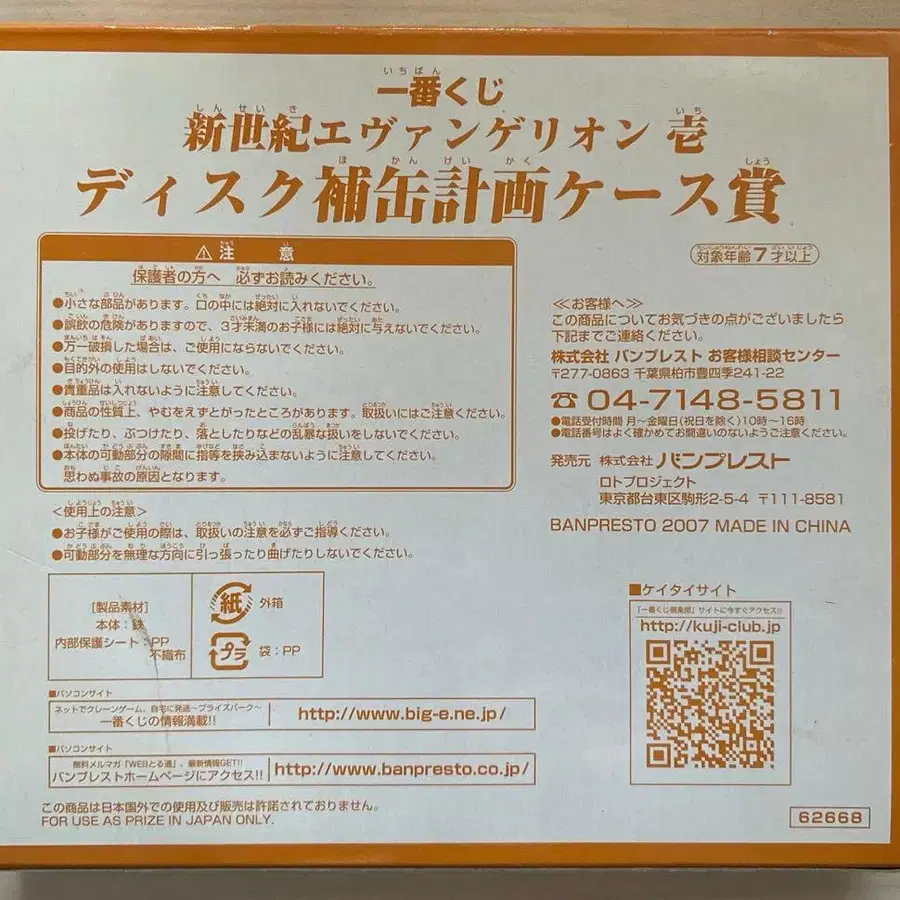 一番くじ
新世紀エヴァンゲリオン 壱
ディスク補缶計画ケース賞
対象年齢7才以上
⚠注意
保護者の方へ 必ずお読みください。
●小さな部品があります。口の中には絶対に入れないでください。
●誤飲の危険がありますので、3才未満のお子様には絶対に与えないでください。
●万一破損した場合は、ご使用にならないでください。
●目的外の使用はしないでください。
●貴重品は入れないように注意してください。
●商品の性質上、やむをえずとがったところがあります。取扱いにはご注意ください。
●投げたり、ぶつけたり、落としたりなどの乱暴な扱いをしないでください。
●本体の可動部分の隙間に指等を挟み込まないように注意してください。
思わぬ事故の原因となります。
<使用上の注意>
●お子様がご使用の際は、取扱いの注意を必ずご指導ください。
●可動部分を無理な方向に引っ張ったり曲げたりしないでください。
[製品素材]
本体:鉄
内部保護シート:PP
不織布
紙 外箱
プラ 袋:PP
≪お客様へ≫
この商品についてお気づきの点がございましたら
下記までご連絡ください。
株式会社 バンプレスト お客様相談センター
〒277-0863 千葉県柏市豊四季241-22
☎ 04-7148-5811
●電話受付時間 月〜金曜日(祝日を除く)10時〜16時
●電話番号はよく確かめてお間違いのないようご注意ください。
発売元 株式会社 バンプレスト
ロトプロジェクト
東京都台東区駒形2-5-4 〒111-8581
BANPRESTO 2007 MADE IN CHINA
■ケイタイサイト
「一番くじ倶楽部」サイトに今すぐアクセス!!
http://kuji-club.jp
■パソコンサイト
ネットでクレーンゲーム。自宅に発送〜プライズパーク〜
一番くじの情報満載!!
http://www.big-e.ne.jp/
■パソコンサイト
無料メルマガ「WEBとる通」、最新情報GET!!
バンプレストホームページにアクセス!!
http://www.banpresto.co.jp/
この商品は日本国外での使用及び販売は許諾されておりません。
FOR USE AS PRIZE IN JAPAN ONLY.
62668